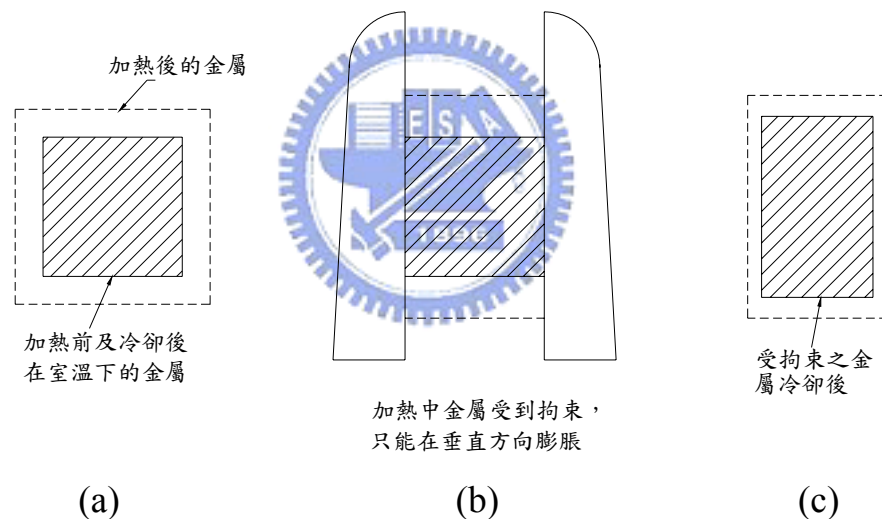 加熱後的金屬
加熱前及冷卻後
在室溫下的金屬
ESA
1896
加熱中金屬受到拘束，
只能在垂直方向膨脹
受拘束之金
屬冷卻後
(a)
(b)
(c)